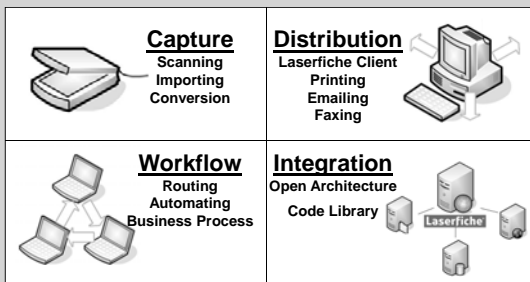 Capture
Scanning
Importing
Conversion
Distribution
Laserfiche Client
Printing
Emailing
Faxing
Workflow
Routing
Automating
Business Process
Integration
Open Architecture
Code Library
Laserfiche